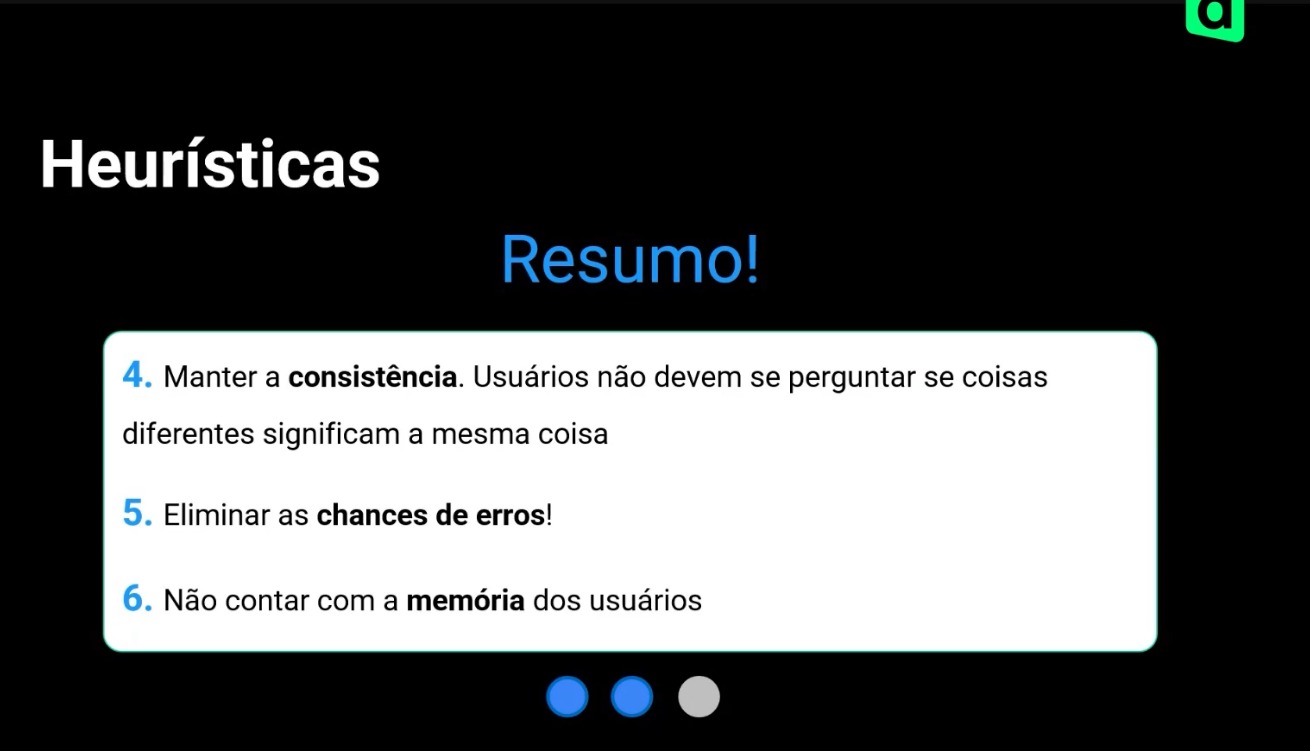 d
Heurísticas
Resumo!
4. Manter a consistência. Usuários não devem se perguntar se coisas
diferentes significam a mesma coisa
5. Eliminar as chances de erros!
6. Não contar com a memória dos usuários